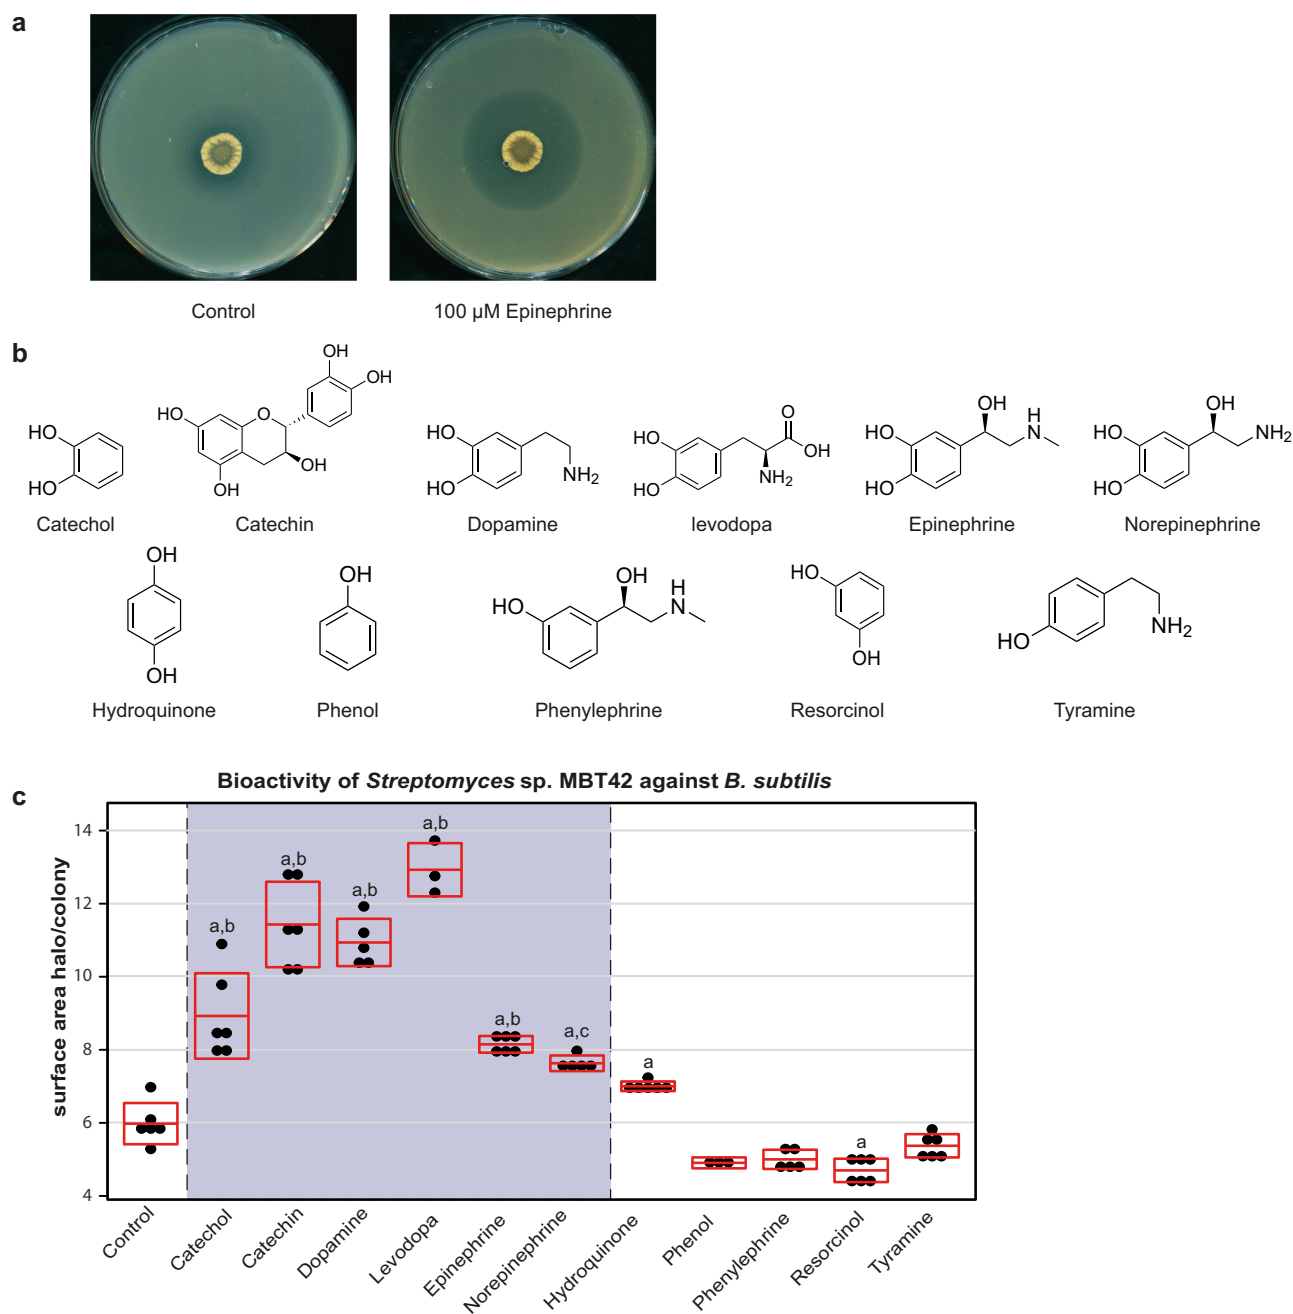 a
Control
100 µM Epinephrine
b
HO
HO
Catechol
HO
O
OH
OH
OH
OH
Catechin
HO
HO
NH2
Dopamine
HO
HO
O
OH
NH2
levodopa
HO
HO
OH
H
N
Epinephrine
HO
HO
OH
NH2
Norepinephrine
OH
OH
Hydroquinone
OH
Phenol
HO
OH
H
N
Phenylephrine
HO
OH
Resorcinol
HO
NH2
Tyramine
Bioactivity of Streptomyces sp. MBT42 against B. subtilis
c
surface area halo/colony
14
12
10
8
6
4
a,b
a,b
a,b
a,b
a,b
a,c
a
a
Control
Catechol
Catechin
Dopamine
Levodopa
Epinephrine
Norepinephrine
Hydroquinone
Phenol
Phenylephrine
Resorcinol
Tyramine